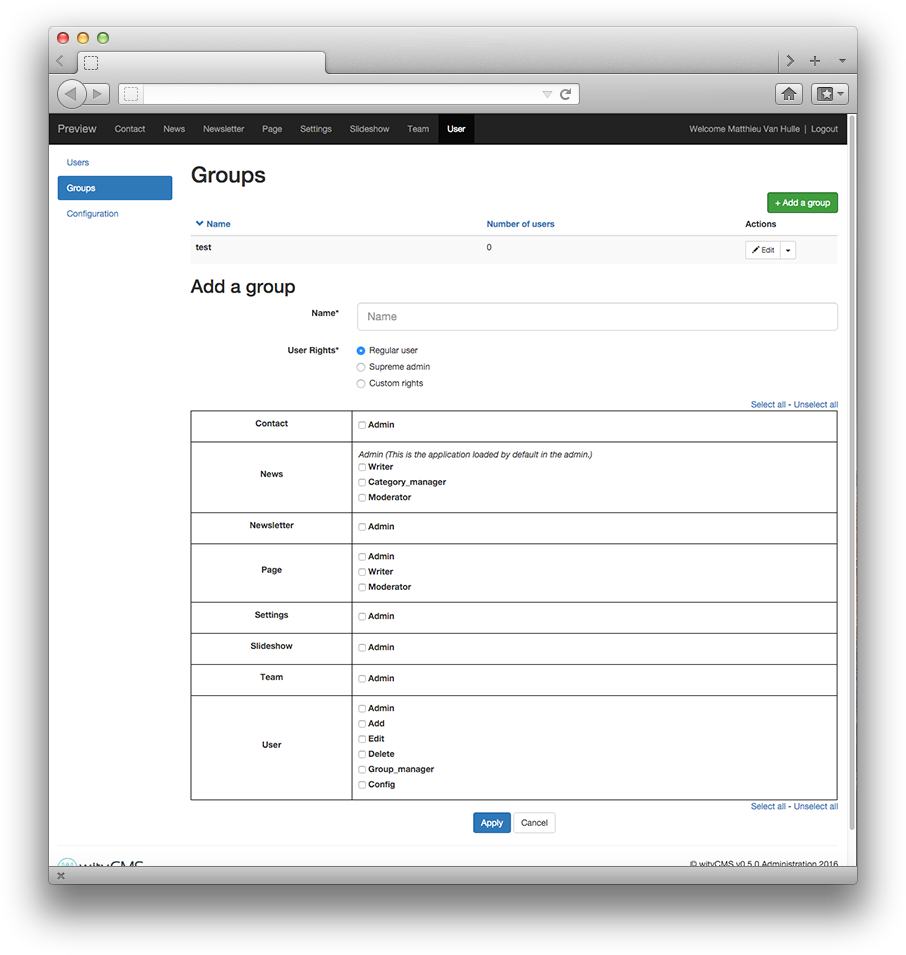 Preview Contact News Newsletter Page Settings Slideshow Team User Welcome Matthieu Van Hulle | Logout
Users
Groups
Configuration
Groups
+ Add a group
Name Number of users Actions
test 0 Edit
Add a group
Name* Name
User Rights* Regular user
Supreme admin
Custom rights
Select all - Unselect all
Contact Admin
News Admin (This is the application loaded by default in the admin.)
Writer
Category_manager
Moderator
Newsletter Admin
Page Admin
Writer
Moderator
Settings Admin
Slideshow Admin
Team Admin
User Admin
Add
Edit
Delete
Group_manager
Config
Select all - Unselect all
Apply Cancel
wityCMS © wityCMS v0.5.0 Administration 2016